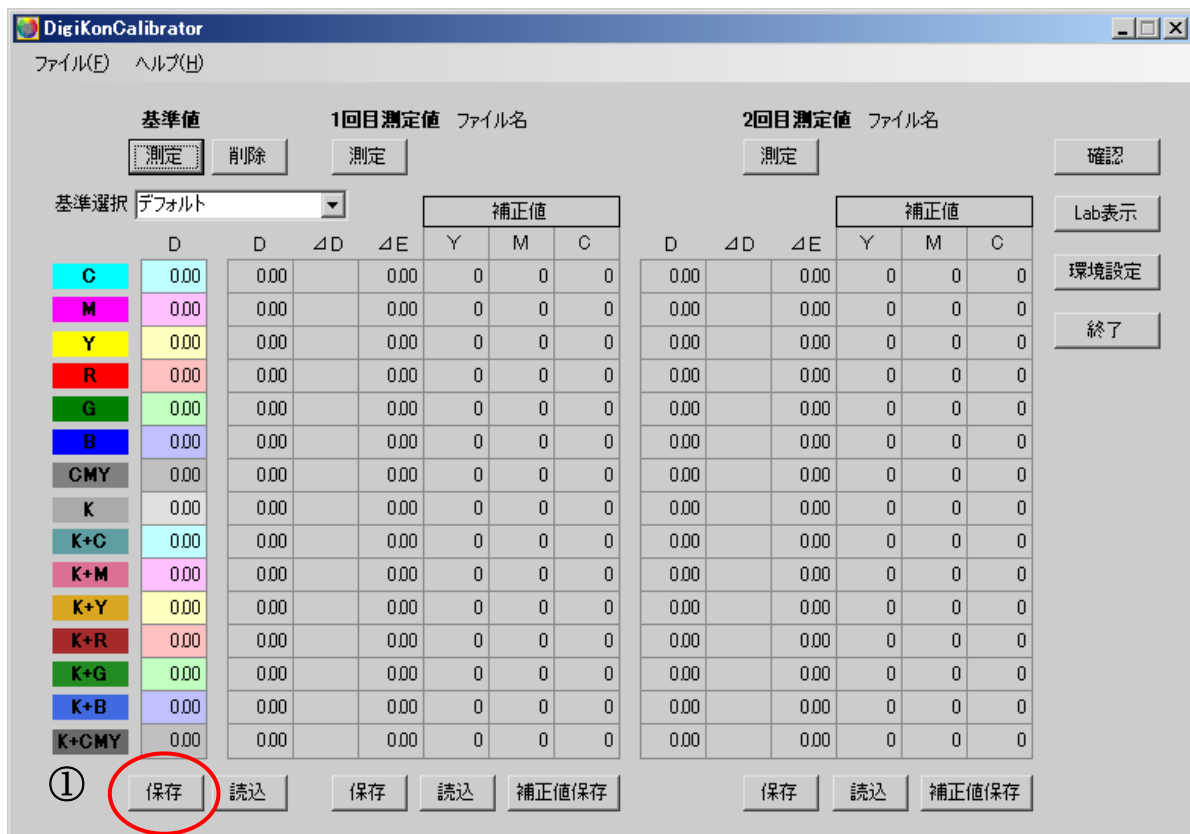 DigiKonCalibrator
ファイル(F) ヘルプ(H)
基準値 1回目測定値 ファイル名 2回目測定値 ファイル名
測定 削除 測定 測定 確認
基準選択 デフォルト 補正値 補正値 Lab表示
D D ⊿D ⊿E Y M C D ⊿D ⊿E Y M C
C 0.00 0.00 0.00 0 0 0 0.00 0.00 0 0 0 環境設定
M 0.00 0.00 0.00 0 0 0 0.00 0.00 0 0 0
Y 0.00 0.00 0.00 0 0 0 0.00 0.00 0 0 0 終了
R 0.00 0.00 0.00 0 0 0 0.00 0.00 0 0 0
G 0.00 0.00 0.00 0 0 0 0.00 0.00 0 0 0
B 0.00 0.00 0.00 0 0 0 0.00 0.00 0 0 0
CMY 0.00 0.00 0.00 0 0 0 0.00 0.00 0 0 0
K 0.00 0.00 0.00 0 0 0 0.00 0.00 0 0 0
K+C 0.00 0.00 0.00 0 0 0 0.00 0.00 0 0 0
K+M 0.00 0.00 0.00 0 0 0 0.00 0.00 0 0 0
K+Y 0.00 0.00 0.00 0 0 0 0.00 0.00 0 0 0
K+R 0.00 0.00 0.00 0 0 0 0.00 0.00 0 0 0
K+G 0.00 0.00 0.00 0 0 0 0.00 0.00 0 0 0
K+B 0.00 0.00 0.00 0 0 0 0.00 0.00 0 0 0
K+CMY 0.00 0.00 0.00 0 0 0 0.00 0.00 0 0 0
① 保存 読込 保存 読込 補正値保存 保存 読込 補正値保存